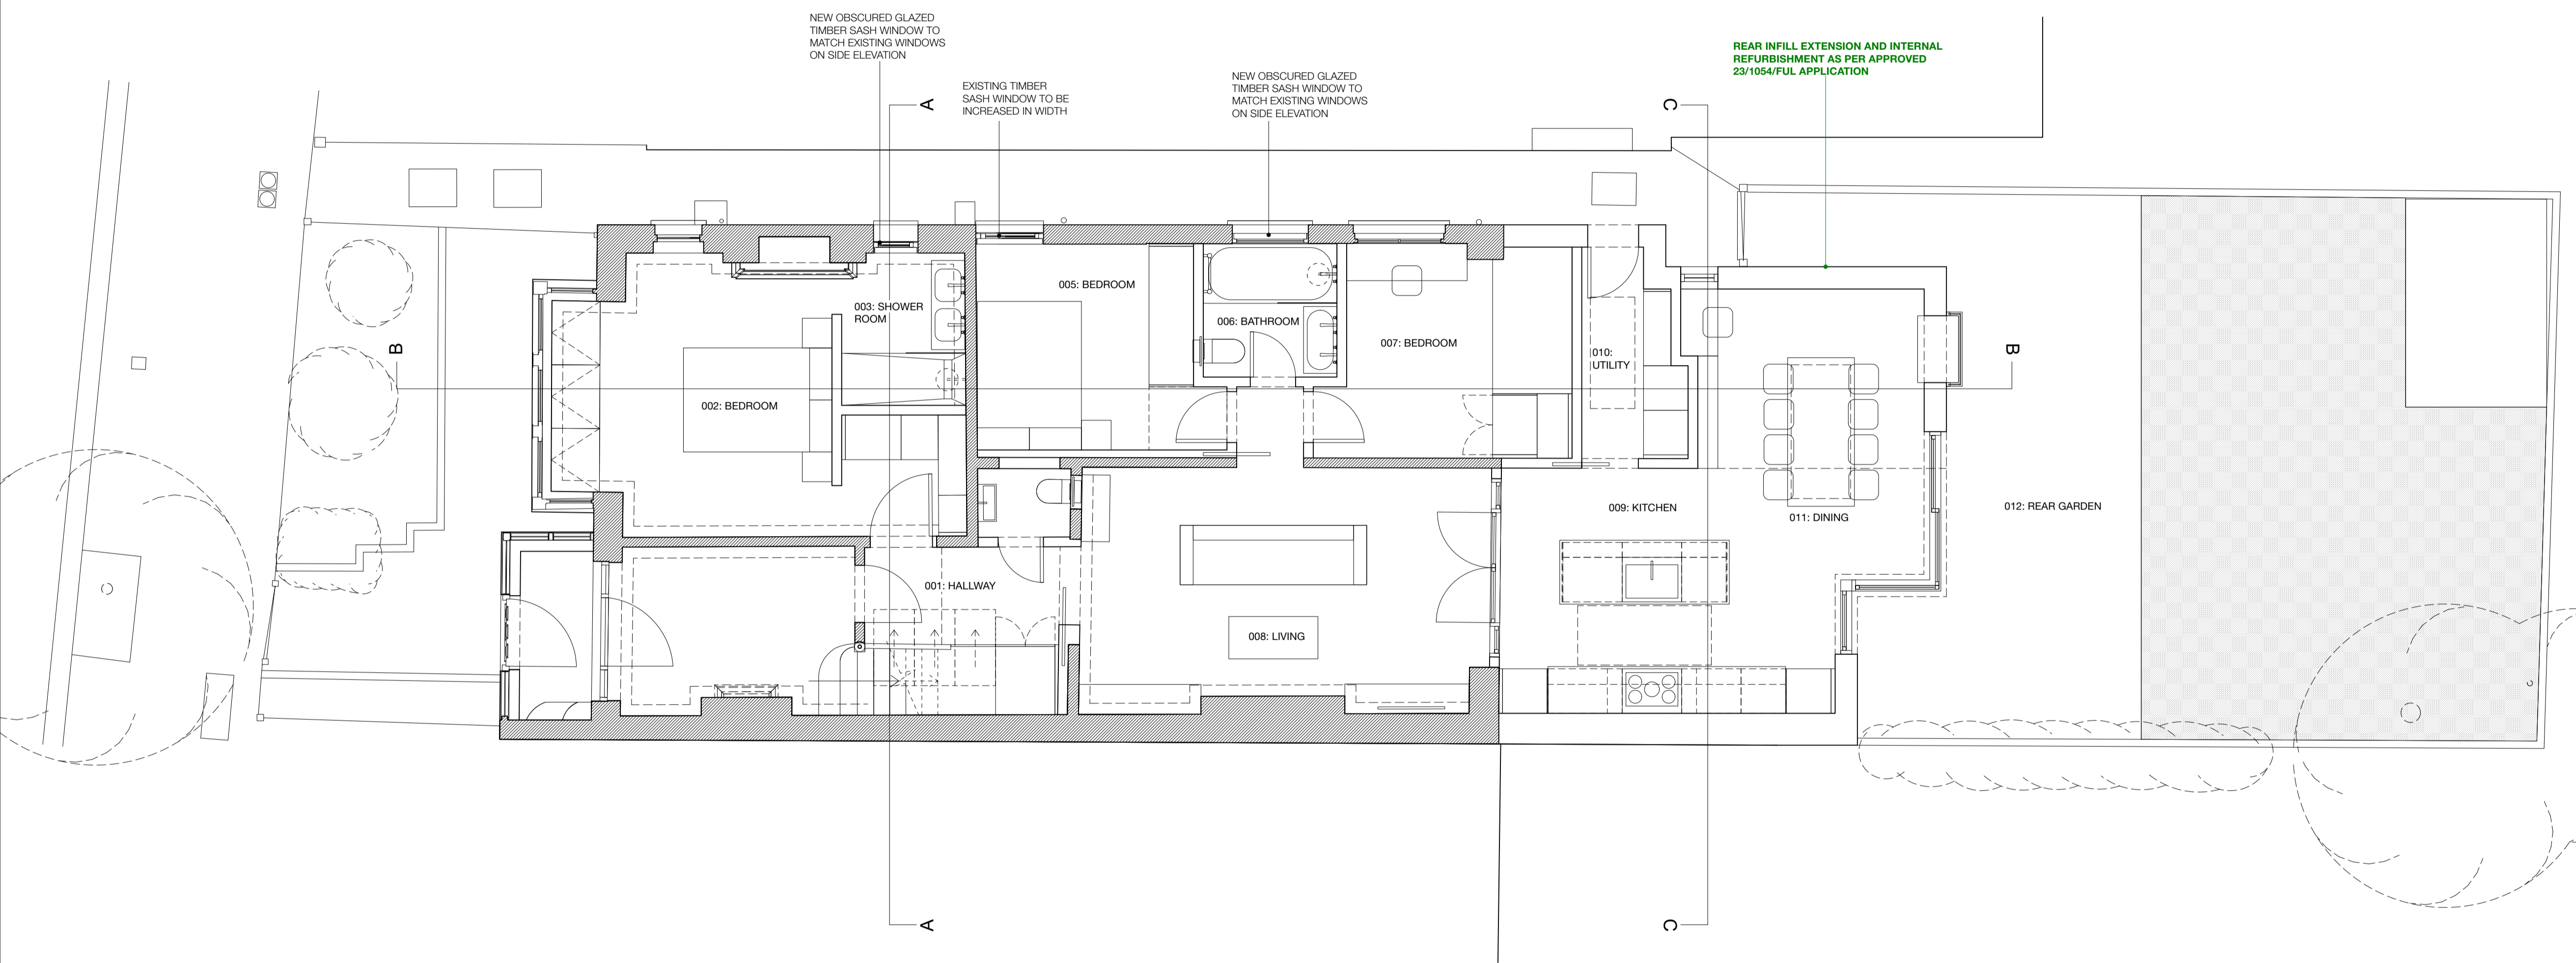 NEW OBSCURED GLAZED
TIMBER SASH WINDOW TO
MATCH EXISTING WINDOWS
ON SIDE ELEVATION
EXISTING TIMBER
SASH WINDOW TO BE
INCREASED IN WIDTH
NEW OBSCURED GLAZED
TIMBER SASH WINDOW TO
MATCH EXISTING WINDOWS
ON SIDE ELEVATION
REAR INFILL EXTENSION AND INTERNAL
REFURBISHMENT AS PER APPROVED
23/1054/FUL APPLICATION
A
C
B
B
003: SHOWER
ROOM
005: BEDROOM
006: BATHROOM
007: BEDROOM
010:
UTILITY
002: BEDROOM
009: KITCHEN
011: DINING
012: REAR GARDEN
001: HALLWAY
008: LIVING
A
C